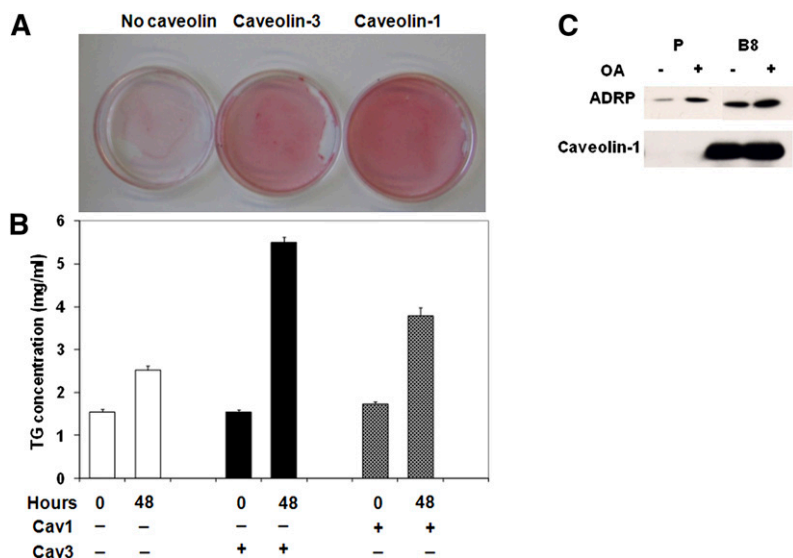 A
No caveolin Caveolin-3 Caveolin-1
B
TG concentration (mg/ml)
6
5
4
3
2
1
0
Hours 0 48 0 48 0 48
Cav1 – – – – + +
Cav3 – – + + – –
C
P B8
OA - + - +
ADRP
Caveolin-1